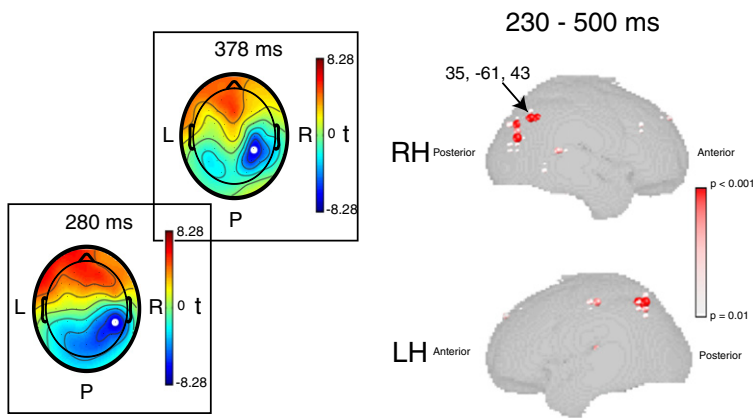 230 - 500 ms
378 ms
8.28
L
R
0
t
-8.28
P
280 ms
8.28
L
R
0
t
-8.28
P
35, -61, 43
RH
Posterior
Anterior
p < 0.001
p = 0.01
LH
Anterior
Posterior